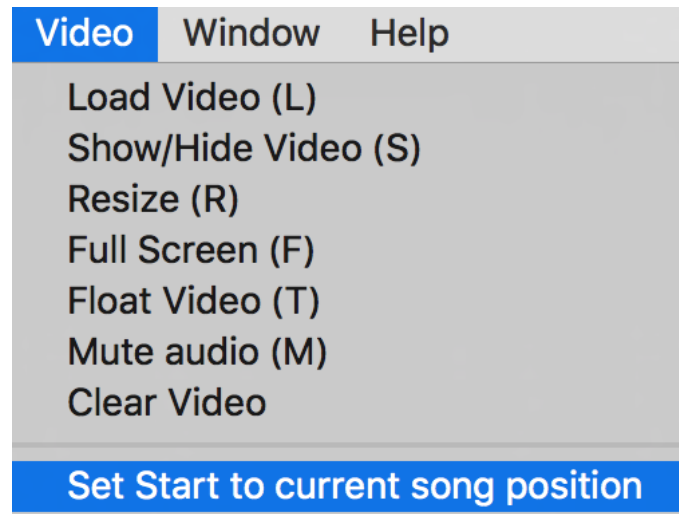 Video Window Help
Load Video (L)
Show/Hide Video (S)
Resize (R)
Full Screen (F)
Float Video (T)
Mute audio (M)
Clear Video
Set Start to current song position